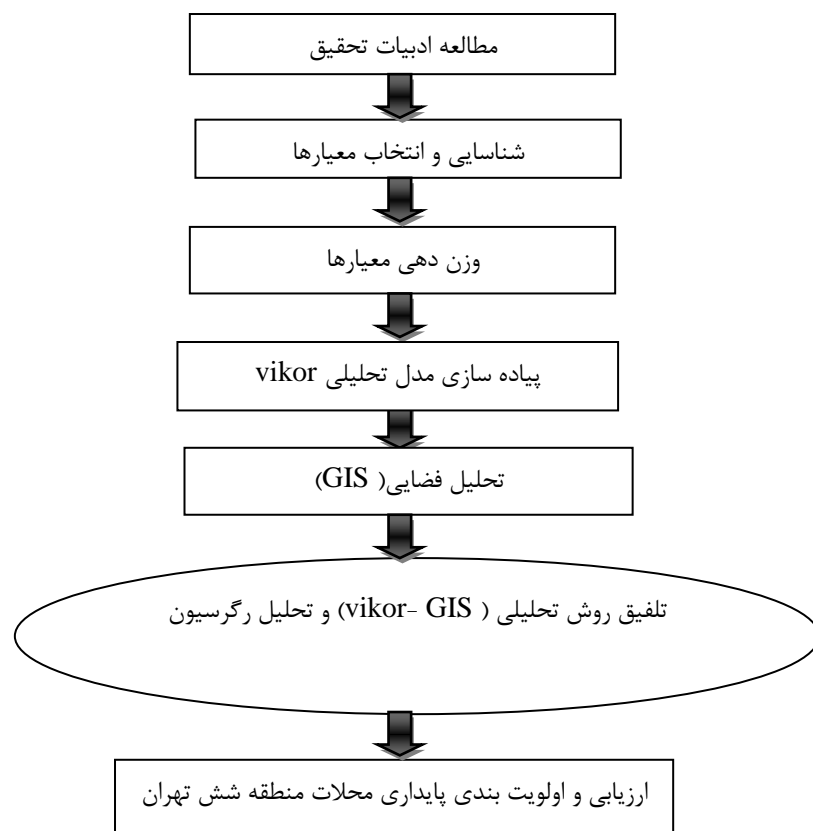 مطالعه ادبیات تحقیق
شناسایی و انتخاب معیارها
وزن دهی معیارها
پیاده سازی مدل تحلیلی vikor
تحلیل فضایی( GIS)
تلفیق روش تحلیلی ( vikor- GIS) و تحلیل رگرسیون
ارزیابی و اولویت بندی پایداری محلات منطقه شش تهران